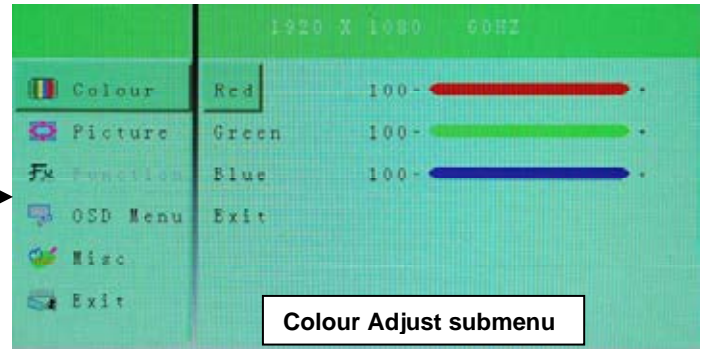 1920 X 1080 60HZ
Colour Red 100- -
Picture Green 100- -
Function Blue 100- -
OSD Menu Exit
Misc
Exit
Colour Adjust submenu